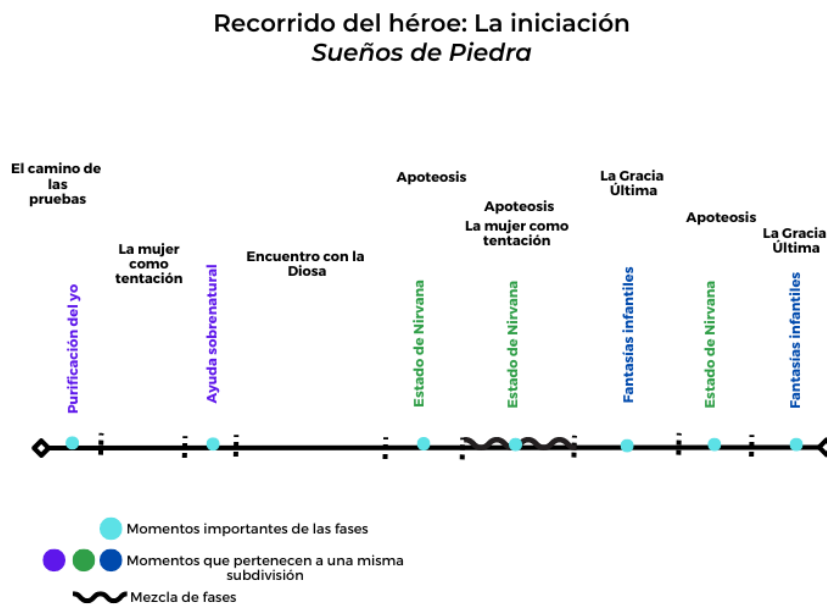 Recorrido del héroe: La iniciación
Sueños de Piedra
El camino de
las
pruebas
La mujer
como
tentación
Encuentro con la
Diosa
Apoteosis
Apoteosis
La mujer como
tentación
La Gracia
Última
Apoteosis
La Gracia
Última
Purificación del yo
Ayuda sobrenatural
Estado de Nirvana
Estado de Nirvana
Fantasías infantiles
Estado de Nirvana
Fantasías infantiles
Momentos importantes de las fases
Momentos que pertenecen a una misma
subdivisión
Mezcla de fases